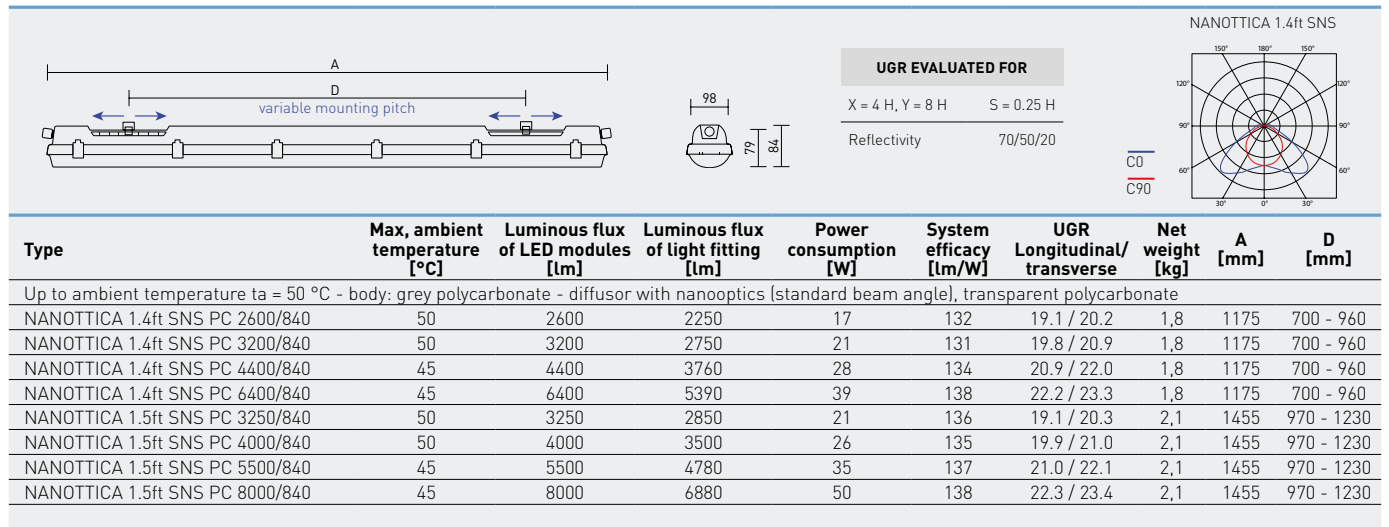 NANOTTICA 1.4ft SNS
150° 180° 150°
120° 120°
90° 90°
60° 60°
30° 0° 30°
C0
C90
A
D
variable mounting pitch
98
79
84
UGR EVALUATED FOR
X = 4 H, Y = 8 H S = 0.25 H
Reflectivity 70/50/20
Type Max, ambient temperature [°C] Luminous flux of LED modules [lm] Luminous flux of light fitting [lm] Power consumption [W] System efficacy [lm/W] UGR Longitudinal/ transverse Net weight [kg] A [mm] D [mm]
Up to ambient temperature ta = 50 °C - body: grey polycarbonate - diffusor with nanooptics (standard beam angle), transparent polycarbonate
NANOTTICA 1.4ft SNS PC 2600/840 50 2600 2250 17 132 19.1 / 20.2 1,8 1175 700 - 960
NANOTTICA 1.4ft SNS PC 3200/840 50 3200 2750 21 131 19.8 / 20.9 1,8 1175 700 - 960
NANOTTICA 1.4ft SNS PC 4400/840 45 4400 3760 28 134 20.9 / 22.0 1,8 1175 700 - 960
NANOTTICA 1.4ft SNS PC 6400/840 45 6400 5390 39 138 22.2 / 23.3 1,8 1175 700 - 960
NANOTTICA 1.5ft SNS PC 3250/840 50 3250 2850 21 136 19.1 / 20.3 2,1 1455 970 - 1230
NANOTTICA 1.5ft SNS PC 4000/840 50 4000 3500 26 135 19.9 / 21.0 2,1 1455 970 - 1230
NANOTTICA 1.5ft SNS PC 5500/840 45 5500 4780 35 137 21.0 / 22.1 2,1 1455 970 - 1230
NANOTTICA 1.5ft SNS PC 8000/840 45 8000 6880 50 138 22.3 / 23.4 2,1 1455 970 - 1230